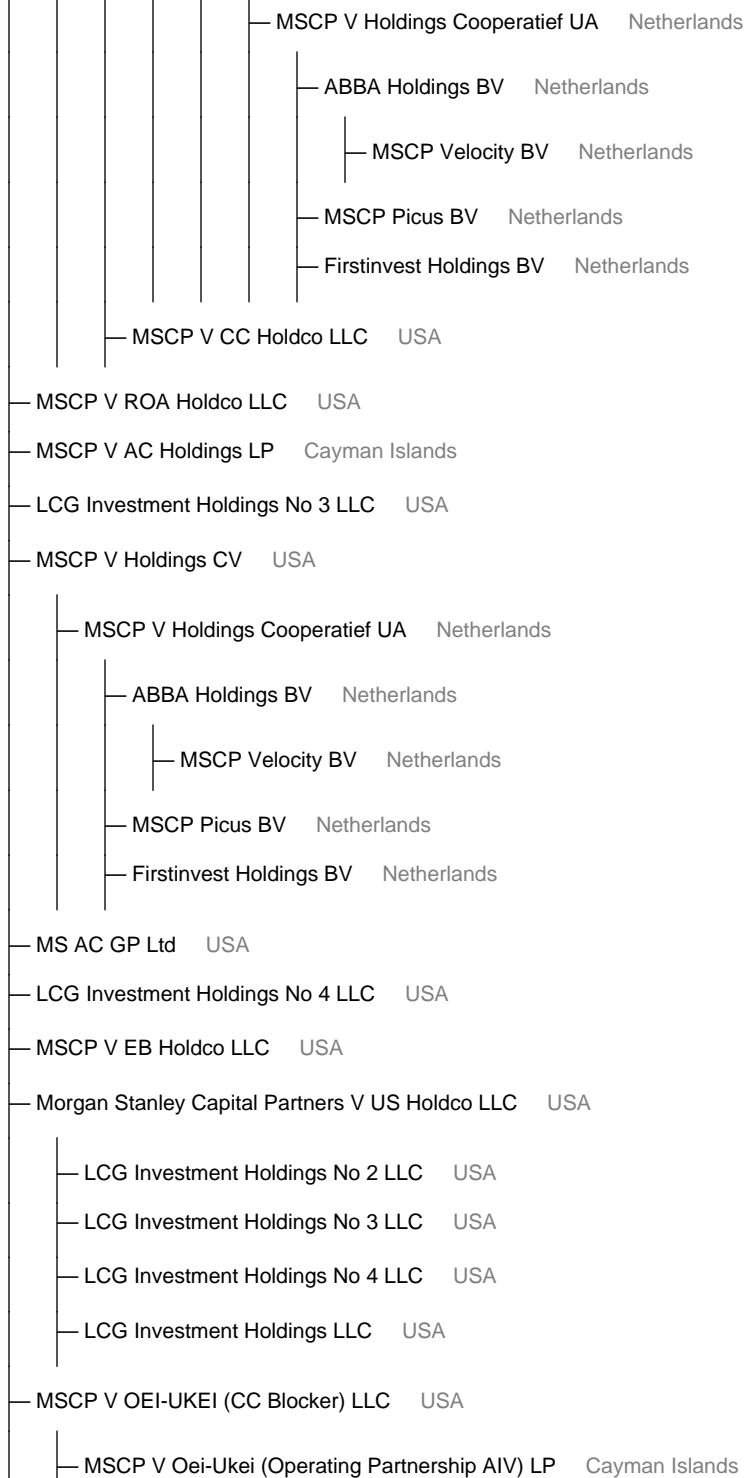 MSCP V Holdings Cooperatief UA Netherlands
ABBA Holdings BV Netherlands
MSCP Velocity BV Netherlands
MSCP Picus BV Netherlands
Firstinvest Holdings BV Netherlands
MSCP V CC Holdco LLC USA
MSCP V ROA Holdco LLC USA
MSCP V AC Holdings LP Cayman Islands
LCG Investment Holdings No 3 LLC USA
MSCP V Holdings CV USA
MSCP V Holdings Cooperatief UA Netherlands
ABBA Holdings BV Netherlands
MSCP Velocity BV Netherlands
MSCP Picus BV Netherlands
Firstinvest Holdings BV Netherlands
MS AC GP Ltd USA
LCG Investment Holdings No 4 LLC USA
MSCP V EB Holdco LLC USA
Morgan Stanley Capital Partners V US Holdco LLC USA
LCG Investment Holdings No 2 LLC USA
LCG Investment Holdings No 3 LLC USA
LCG Investment Holdings No 4 LLC USA
LCG Investment Holdings LLC USA
MSCP V OEI-UKEI (CC Blocker) LLC USA
MSCP V Oei-Ukei (Operating Partnership AIV) LP Cayman Islands